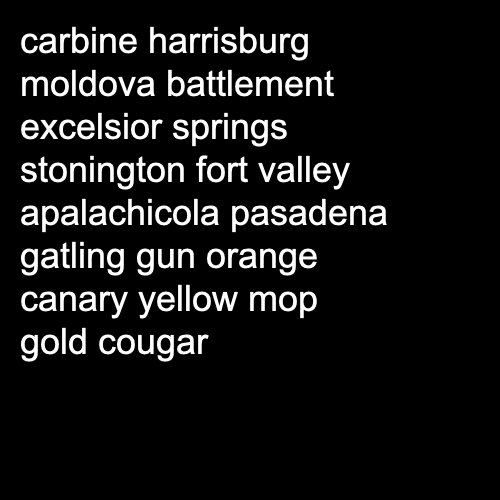 carbine harrisburg
moldova battlement
excelsior springs
stonington fort valley
apalachicola pasadena
gatling gun orange
canary yellow mop
gold cougar